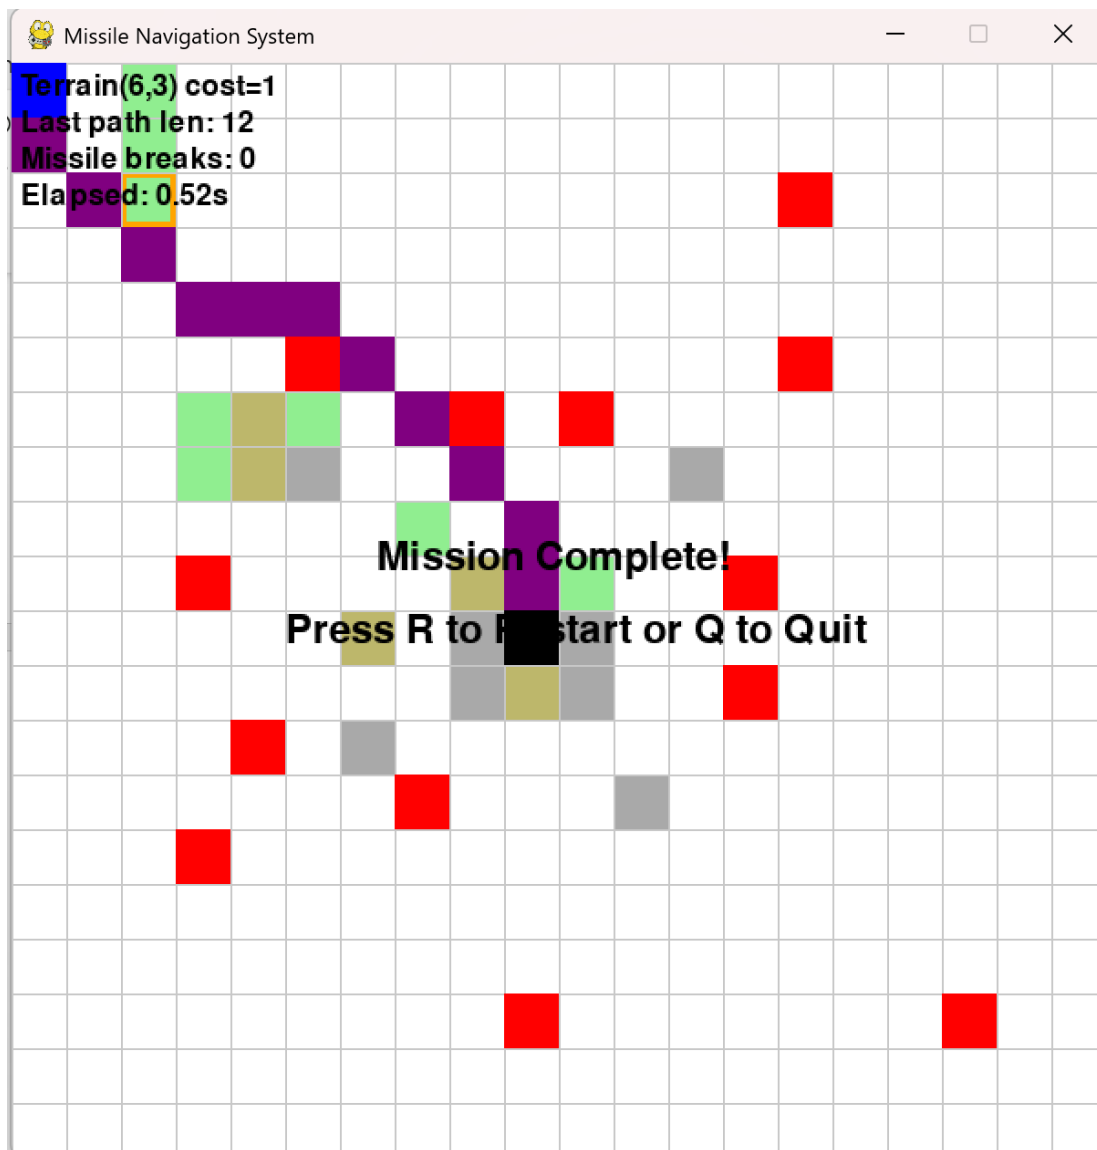 Missile Navigation System
Terrain(6,3) cost=1
Last path len: 12
Missile breaks: 0
Elapsed: 0.52s
Mission Complete!
Press R to Restart or Q to Quit